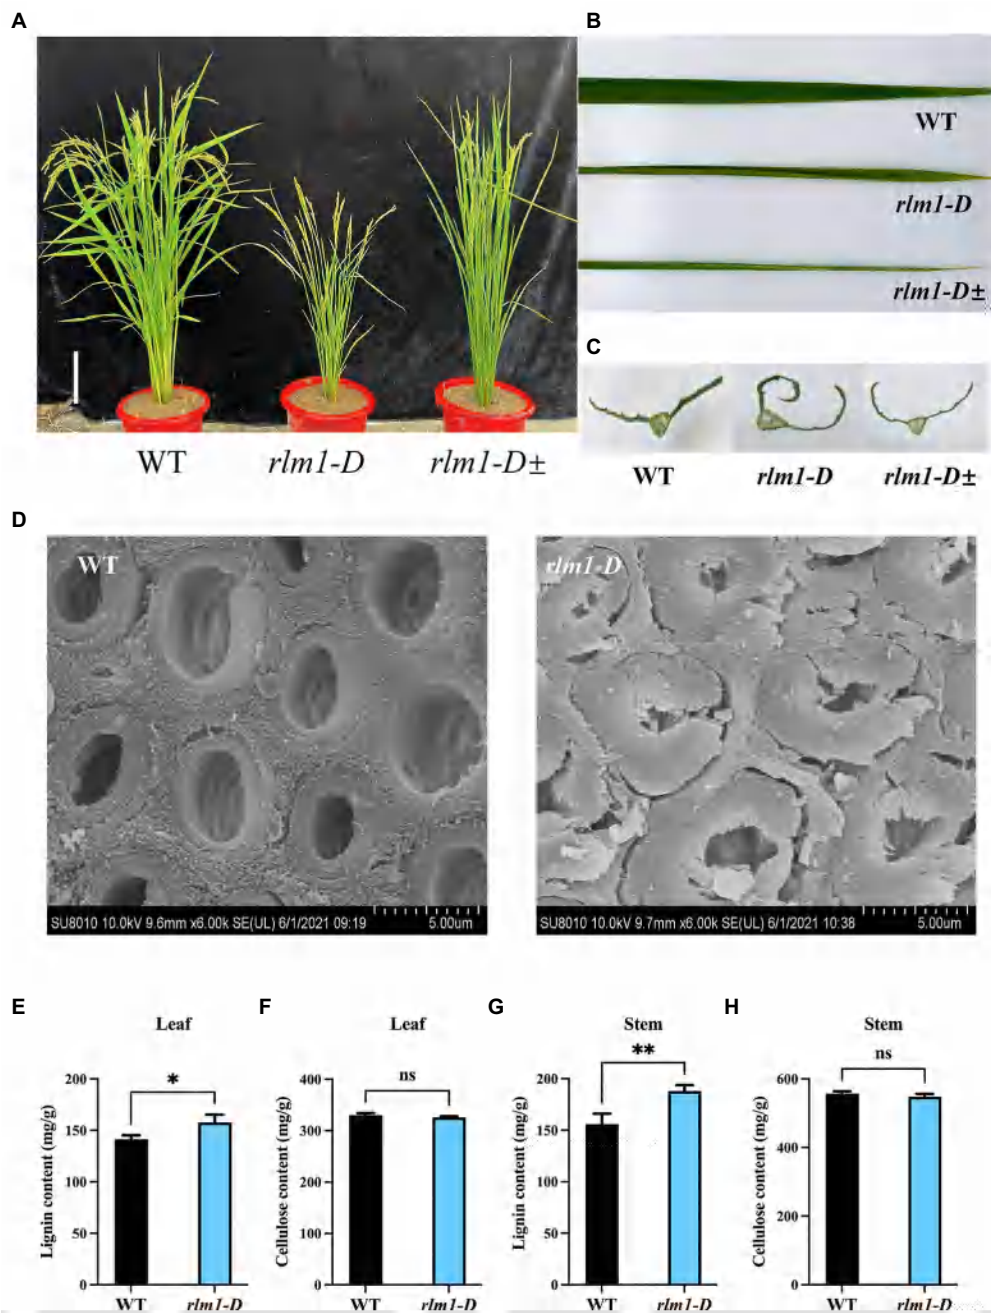 A
B
WT
rlm1-D
rlm1-D±
C
WT
rlm1-D
rlm1-D±
WT
rlm1-D
rlm1-D±
D
WT
rlm1-D
SU8010 10.0kV 9.6mm x6.00k SE(UL) 6/1/2021 09:19
5.00um
SU8010 10.0kV 9.7mm x6.00k SE(UL) 6/1/2021 10:38
5.00um
E
Leaf
*
Lignin content (mg/g)
200
150
100
50
0
WT
rlm1-D
F
Leaf
ns
Cellulose content (mg/g)
400
300
200
100
0
WT
rlm1-D
G
Stem
**
Lignin content (mg/g)
200
150
100
50
0
WT
rlm1-D
H
Stem
ns
Cellulose content (mg/g)
600
400
200
0
WT
rlm1-D